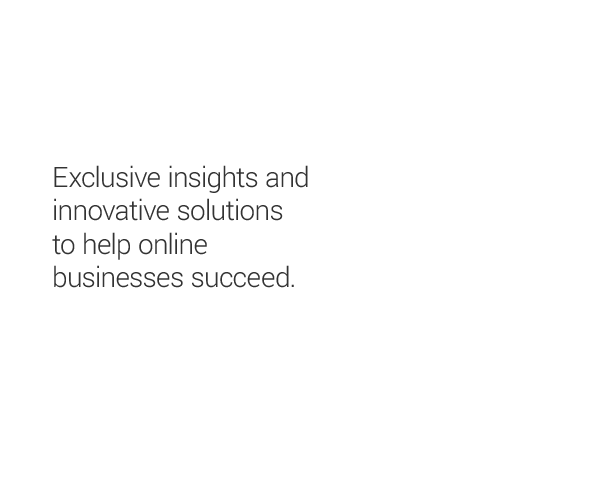 Exclusive insights and
innovative solutions
to help online
businesses succeed.